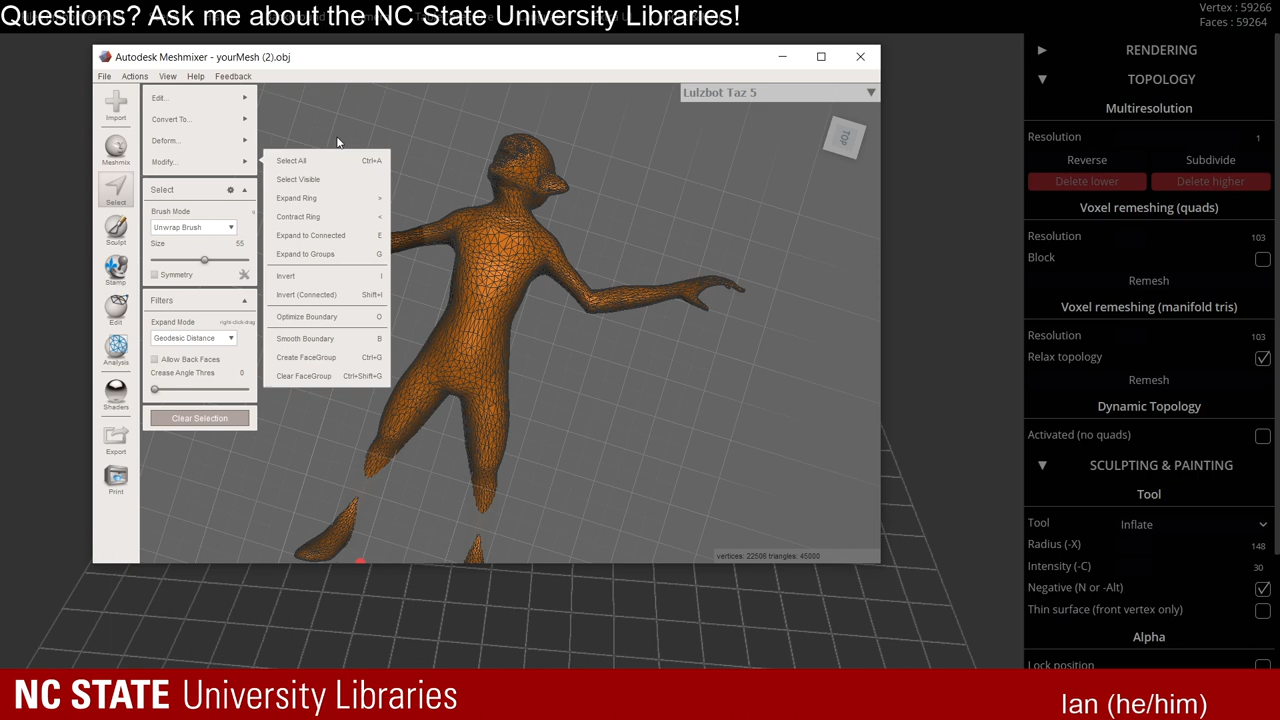 Questions? Ask me about the NC State University Libraries!
Vertex : 59266
Faces : 59264
Autodesk Meshmixer - yourMesh (2).obj
File Actions View Help Feedback
Lulzbot Taz 5
TOP
Import
Meshmix
Select
Sculpt
Stamp
Edit
Analysis
Shaders
Export
Print
Edit...
Convert To...
Deform...
Modify...
Select
Brush Mode
Unwrap Brush
Size 55
Symmetry
Filters
Expand Mode right-click-drag
Geodesic Distance
Allow Back Faces
Crease Angle Thres 0
Clear Selection
Select All Ctrl+A
Select Visible
Expand Ring >
Contract Ring <
Expand to Connected E
Expand to Groups G
Invert I
Invert (Connected) Shift+I
Optimize Boundary O
Smooth Boundary B
Create FaceGroup Ctrl+G
Clear FaceGroup Ctrl+Shift+G
vertices: 22506 triangles: 45000
RENDERING
TOPOLOGY
Multiresolution
Resolution 1
Reverse Subdivide
Delete lower Delete higher
Voxel remeshing (quads)
Resolution 103
Block
Remesh
Voxel remeshing (manifold tris)
Resolution 103
Relax topology
Remesh
Dynamic Topology
Activated (no quads)
SCULPTING & PAINTING
Tool
Tool Inflate
Radius (-X) 148
Intensity (-C) 30
Negative (N or -Alt)
Thin surface (front vertex only)
Alpha
Lock position
NC STATE University Libraries
Ian (he/him)